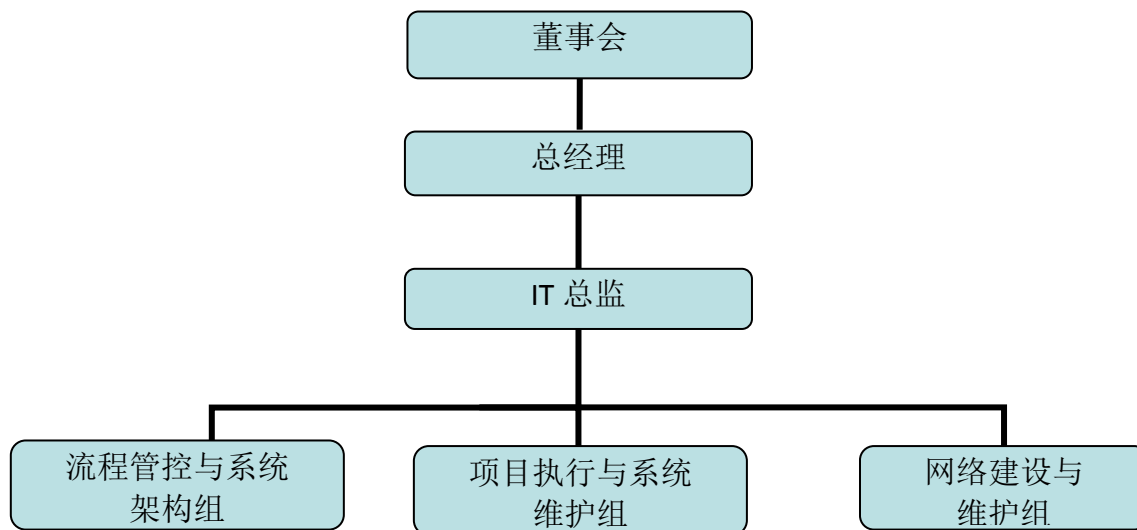 董事会
总经理
IT 总监
流程管控与系统
架构组
项目执行与系统
维护组
网络建设与
维护组